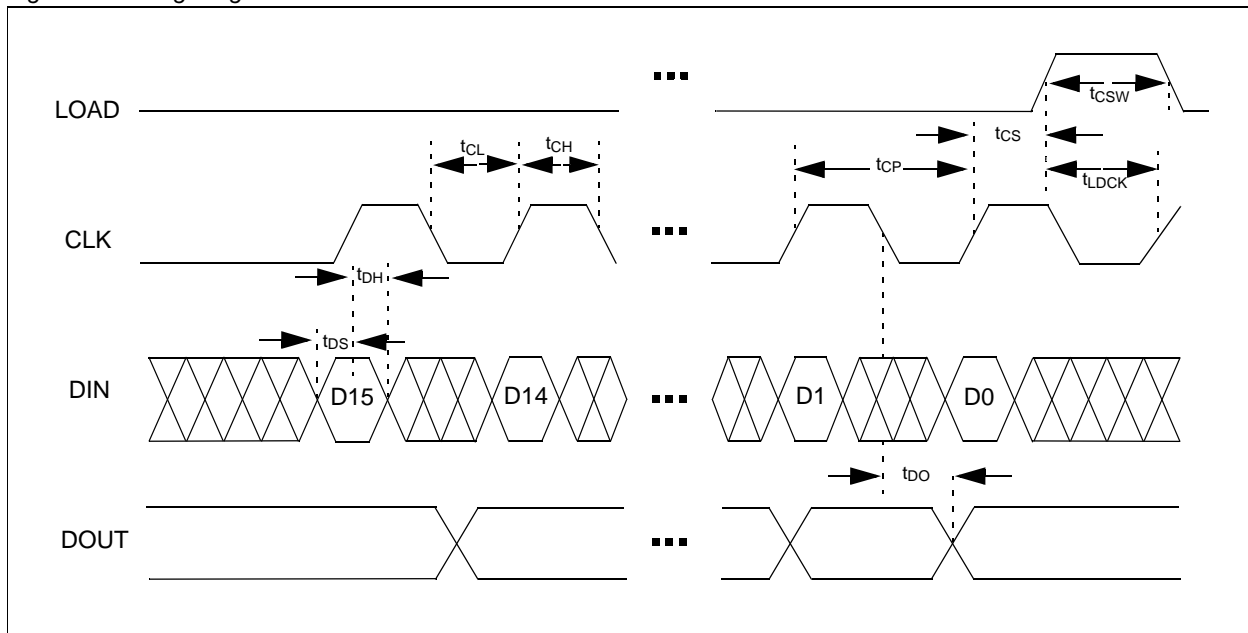 LOAD
tCSW
tCL
tCH
tCS
tCP
tLDCK
CLK
tDH
tDS
DIN
D15
D14
D1
D0
tDO
DOUT